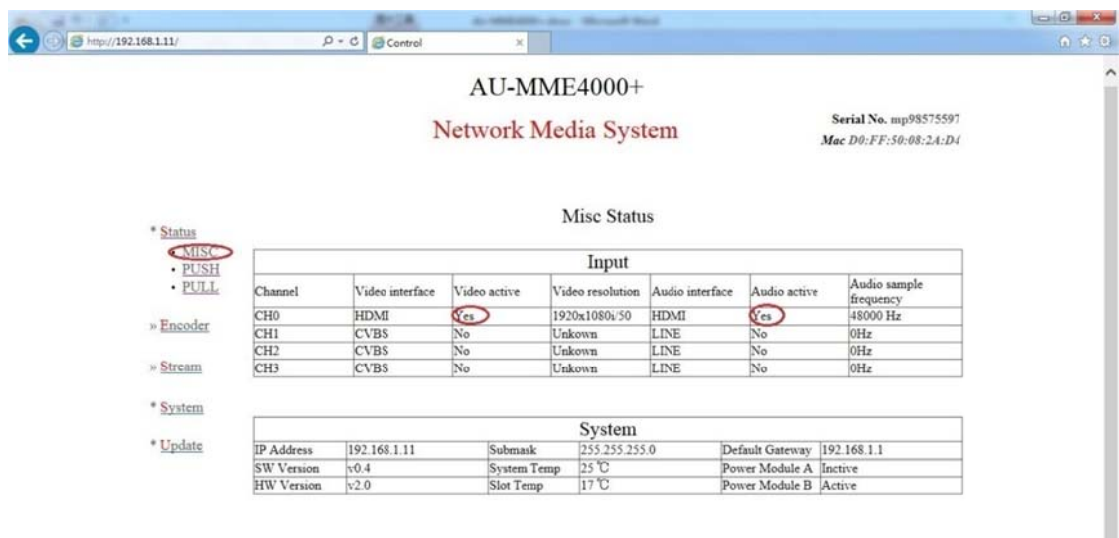 http://192.168.1.11/
Control
AU-MME4000+
Network Media System
Serial No. mp98575597
Mac D0:FF:50:08:2A:D4
Misc Status
* Status
• MISC
• PUSH
• PULL
» Encoder
» Stream
* System
* Update
Input
Channel Video interface Video active Video resolution Audio interface Audio active Audio sample frequency
CH0 HDMI Yes 1920x1080i/50 HDMI Yes 48000 Hz
CH1 CVBS No Unkown LINE No 0Hz
CH2 CVBS No Unkown LINE No 0Hz
CH3 CVBS No Unkown LINE No 0Hz
System
IP Address 192.168.1.11 Submask 255.255.255.0 Default Gateway 192.168.1.1
SW Version v0.4 System Temp 25℃ Power Module A Inctive
HW Version v2.0 Slot Temp 17℃ Power Module B Active